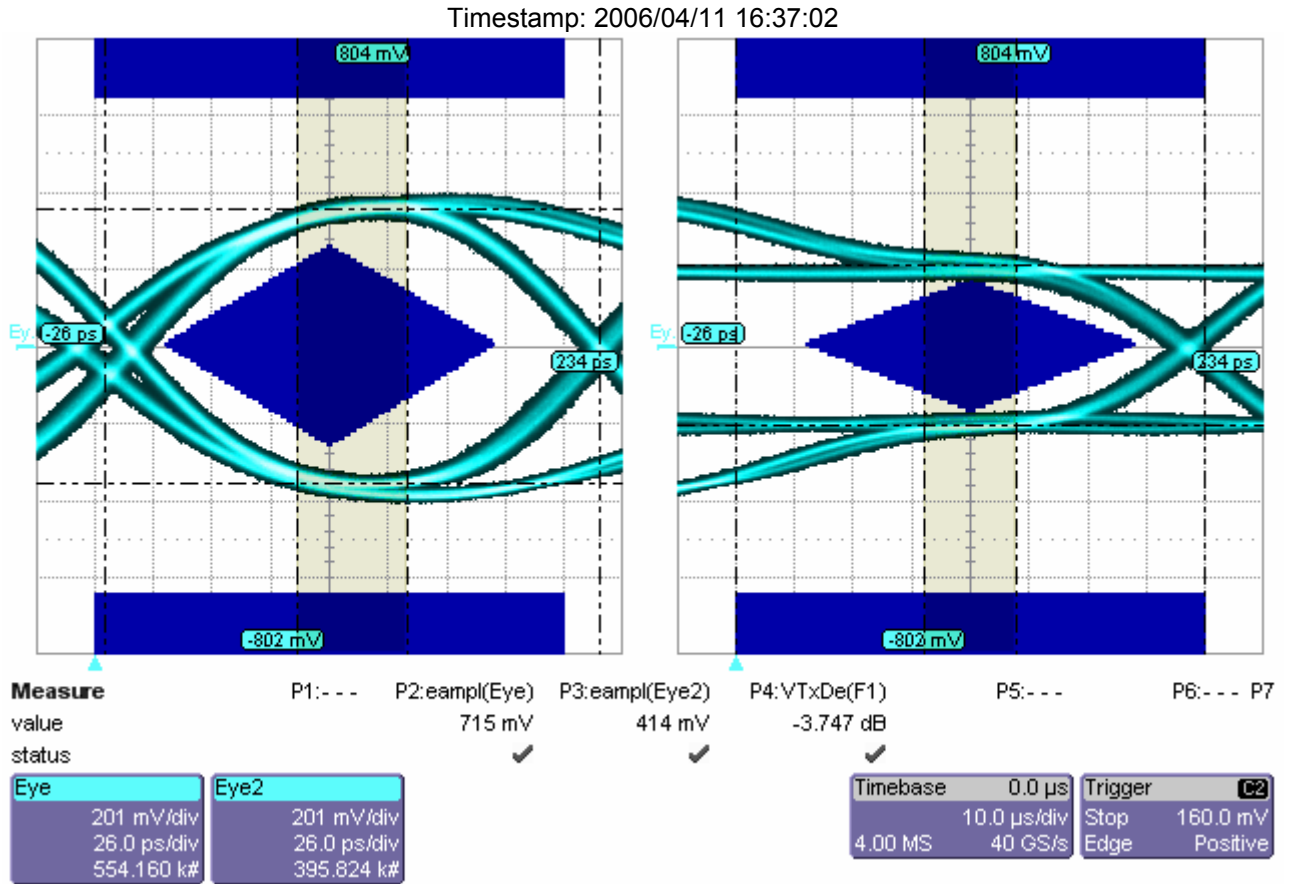 Timestamp: 2006/04/11 16:37:02
804 mV 804 mV
Ey. -26 ps Ey. -26 ps
234 ps 234 ps
-802 mV -802 mV
Measure P1:- - - P2:eampl(Eye) P3:eampl(Eye2) P4:VTxDe(F1) P5:- - - P6:- - - P7
value 715 mV 414 mV -3.747 dB
status
Eye Eye2 Timebase 0.0 µs Trigger C2
201 mV/div 201 mV/div 10.0 µs/div Stop 160.0 mV
26.0 ps/div 26.0 ps/div 4.00 MS 40 GS/s Edge Positive
554.160 k# 395.824 k#